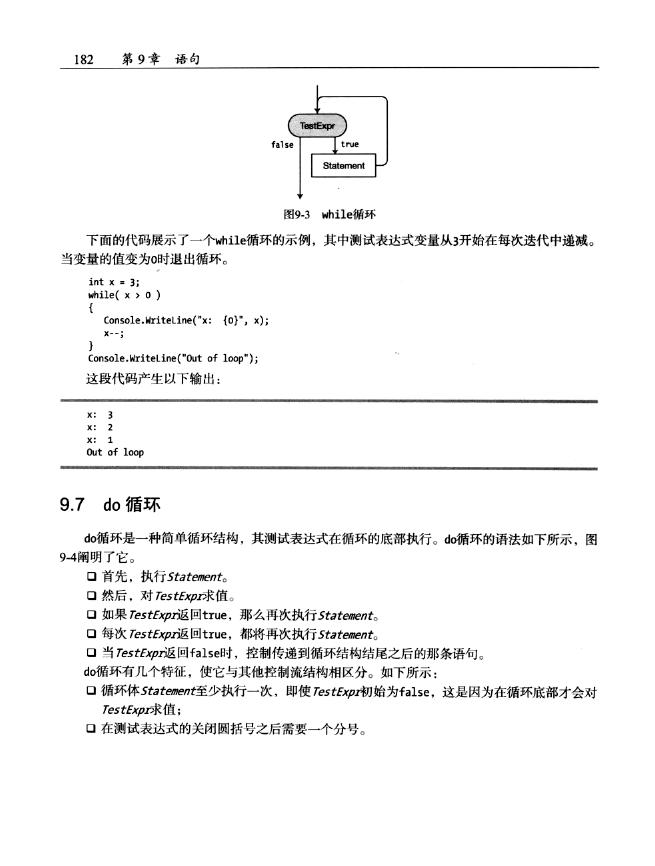 182 第9章 语句
TestExpr
false
true
Statement
图9-3 while循环
下面的代码展示了一个while循环的示例，其中测试表达式变量从3开始在每次迭代中递减。
当变量的值变为0时退出循环。
int x = 3;
while( x > 0 )
{
Console.WriteLine("x: {0}", x);
x--;
}
Console.WriteLine("Out of loop");
这段代码产生以下输出：
x: 3
x: 2
x: 1
Out of loop
9.7 do 循环
do循环是一种简单循环结构，其测试表达式在循环的底部执行。do循环的语法如下所示，图
9-4阐明了它。
❑ 首先，执行Statement。
❑ 然后，对TestExpr求值。
❑ 如果TestExpr返回true，那么再次执行Statement。
❑ 每次TestExpr返回true，都将再次执行Statement。
❑ 当TestExpr返回false时，控制传递到循环结构结尾之后的那条语句。
do循环有几个特征，使它与其他控制流结构相区分。如下所示：
❑ 循环体Statement至少执行一次，即使TestExpr初始为false，这是因为在循环底部才会对
TestExpr求值；
❑ 在测试表达式的关闭圆括号之后需要一个分号。